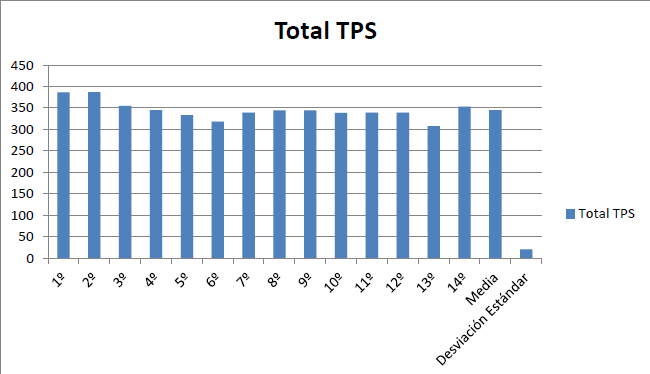 Total TPS
450
400
350
300
250
200
150
100
50
0
1º
2º
3º
4º
5º
6º
7º
8º
9º
10º
11º
12º
13º
14º
Media
Desviación Estándar
Total TPS